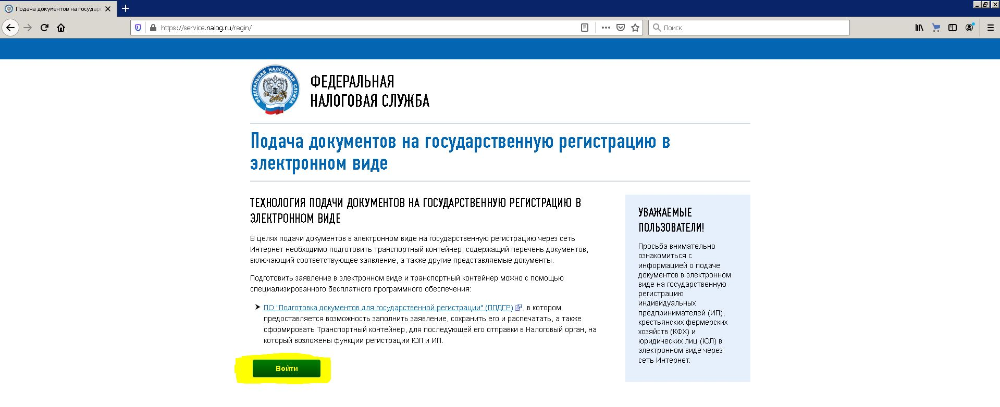 Подача документов на государс
https://service.nalog.ru/regin/
Поиск
ФЕДЕРАЛЬНАЯ НАЛОГОВАЯ СЛУЖБА
ФЕДЕРАЛЬНАЯ
НАЛОГОВАЯ СЛУЖБА
Подача документов на государственную регистрацию в
электронном виде
ТЕХНОЛОГИЯ ПОДАЧИ ДОКУМЕНТОВ НА ГОСУДАРСТВЕННУЮ РЕГИСТРАЦИЮ В
ЭЛЕКТРОННОМ ВИДЕ
В целях подачи документов в электронном виде на государственную регистрацию через сеть
Интернет необходимо подготовить транспортный контейнер, содержащий перечень документов,
включающий соответствующее заявление, а также другие представляемые документы.
Подготовить заявление в электронном виде и транспортный контейнер можно с помощью
специализированного бесплатного программного обеспечения:
ПО "Подготовка документов для государственной регистрации" (ППДГР) , в котором
предоставляется возможность заполнить заявление, сохранить его и распечатать, а также
сформировать Транспортный контейнер, для последующей его отправки в Налоговый орган, на
который возложены функции регистрации ЮЛ и ИП.
Войти
УВАЖАЕМЫЕ
ПОЛЬЗОВАТЕЛИ!
Просьба внимательно
ознакомиться с
информацией о подаче
документов в электронном
виде на государственную
регистрацию
индивидуальных
предпринимателей (ИП),
крестьянских фермерских
хозяйств (КФХ) и
юридических лиц (ЮЛ) в
электронном виде через
сеть Интернет.